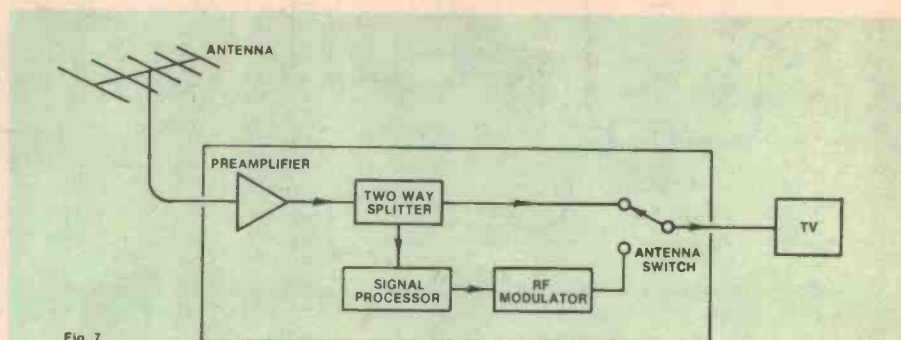 ANTENNA
PREAMPLIFIER
TWO WAY
SPLITTER
TV
ANTENNA
SWITCH
SIGNAL
PROCESSOR
RF
MODULATOR
Fig. 7